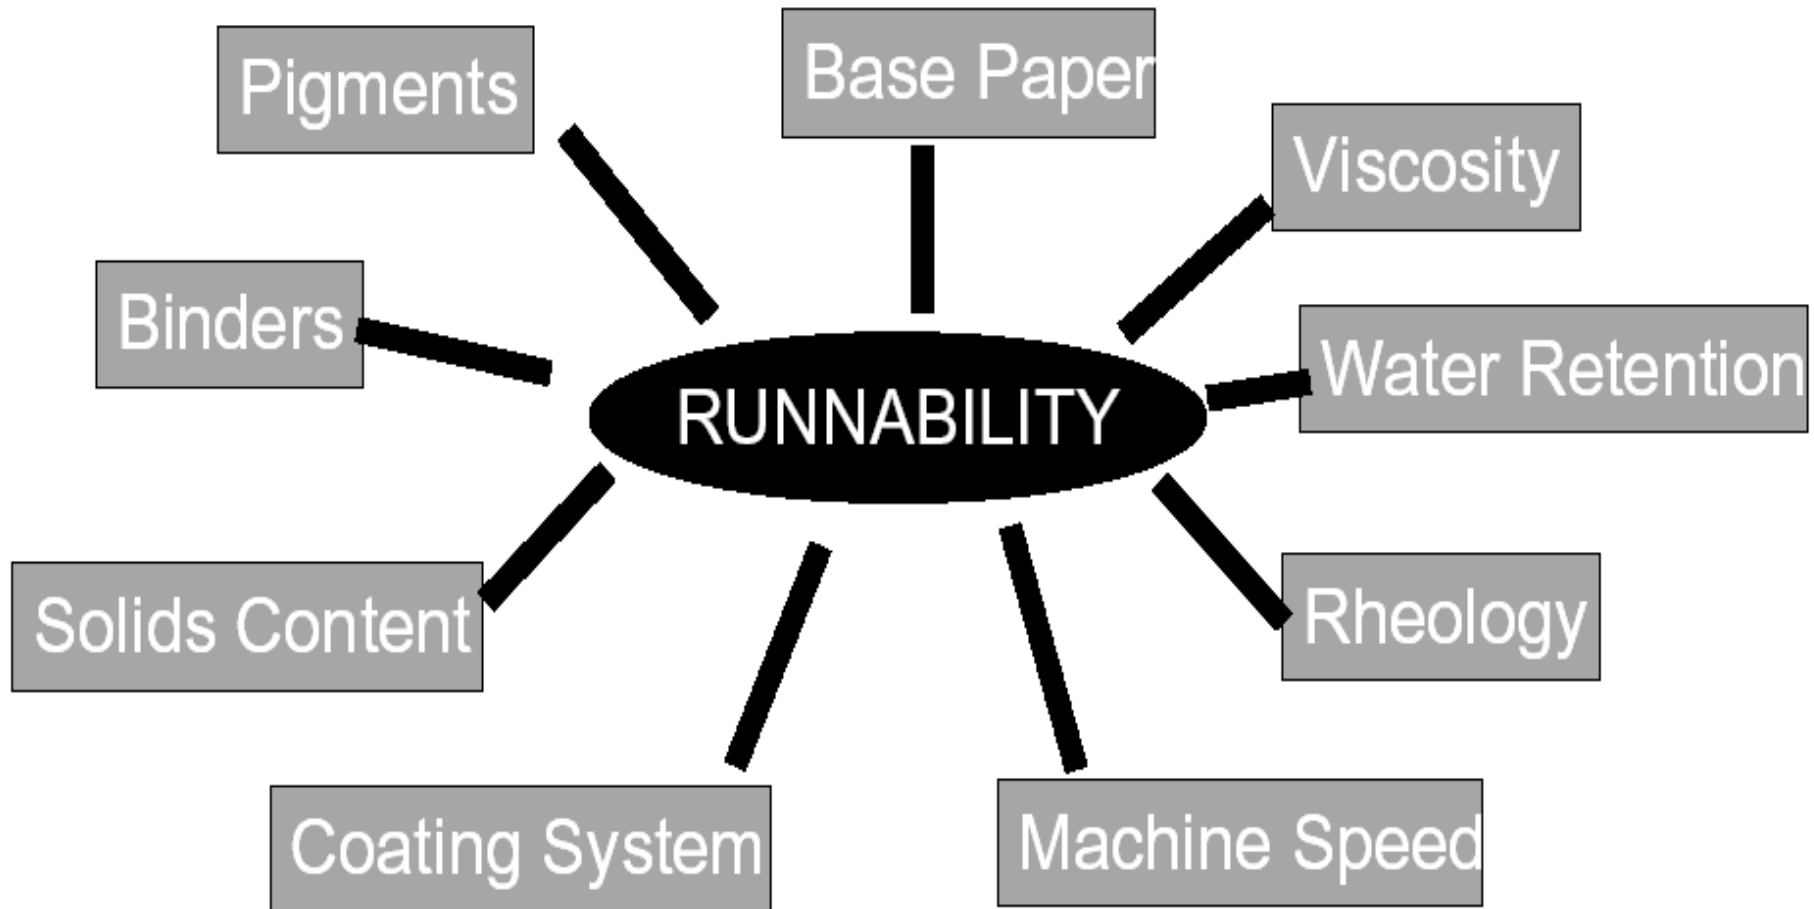 Pigments
Base Paper
Viscosity
Binders
Water Retention
RUNNABILITY
Solids Content
Rheology
Coating System
Machine Speed